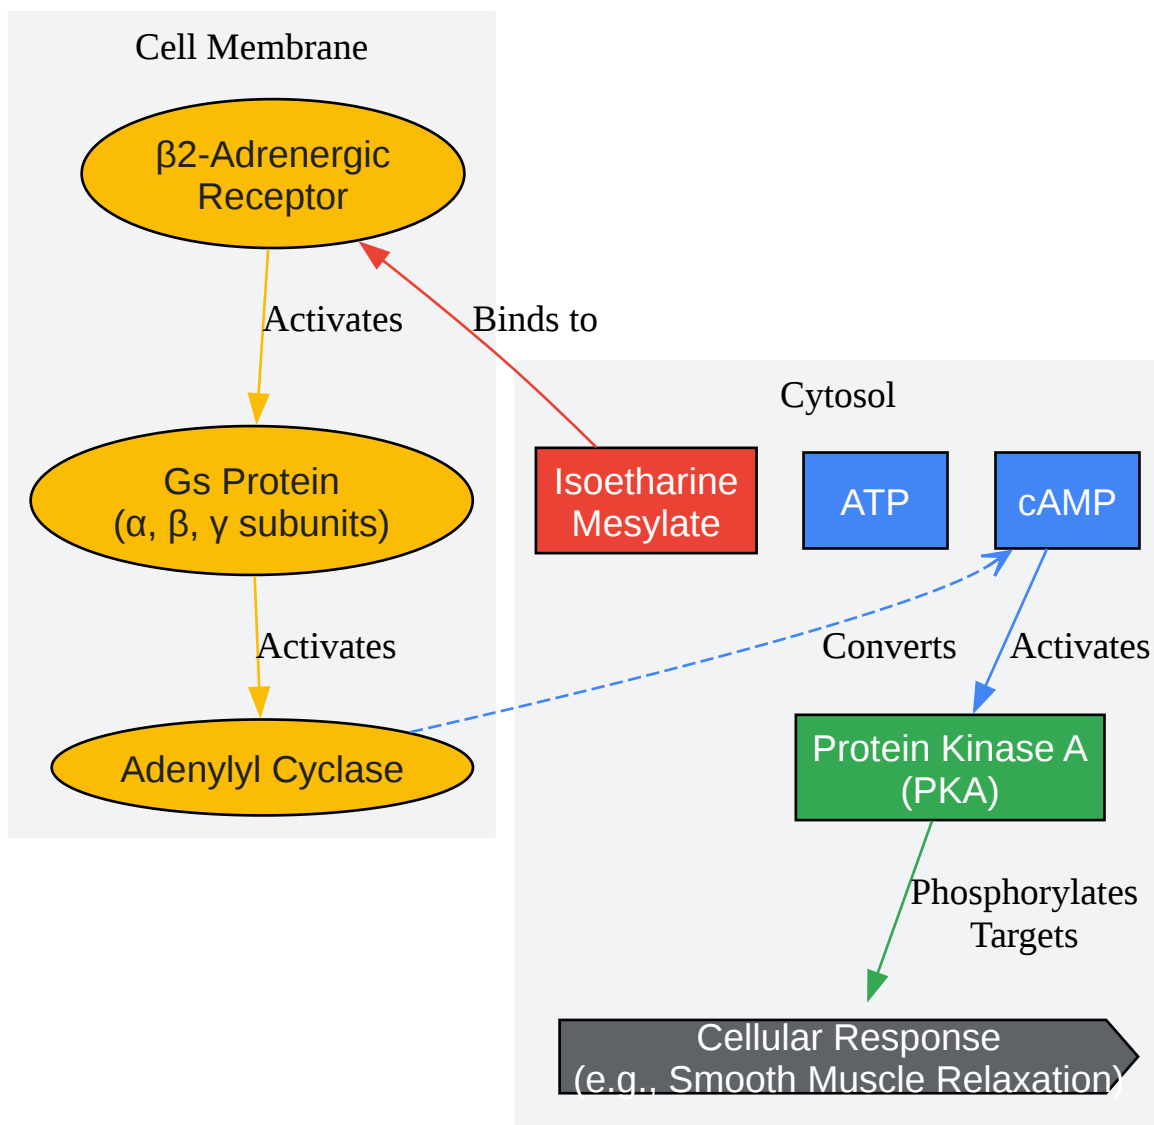 Cell Membrane
β2-Adrenergic
Receptor
Activates
Binds to
Cytosol
Gs Protein
(α, β, γ subunits)
Isoetharine
Mesylate
ATP
cAMP
Activates
Converts
Activates
Adenylyl Cyclase
Protein Kinase A
(PKA)
Phosphorylates
Targets
Cellular Response
(e.g., Smooth Muscle Relaxation)